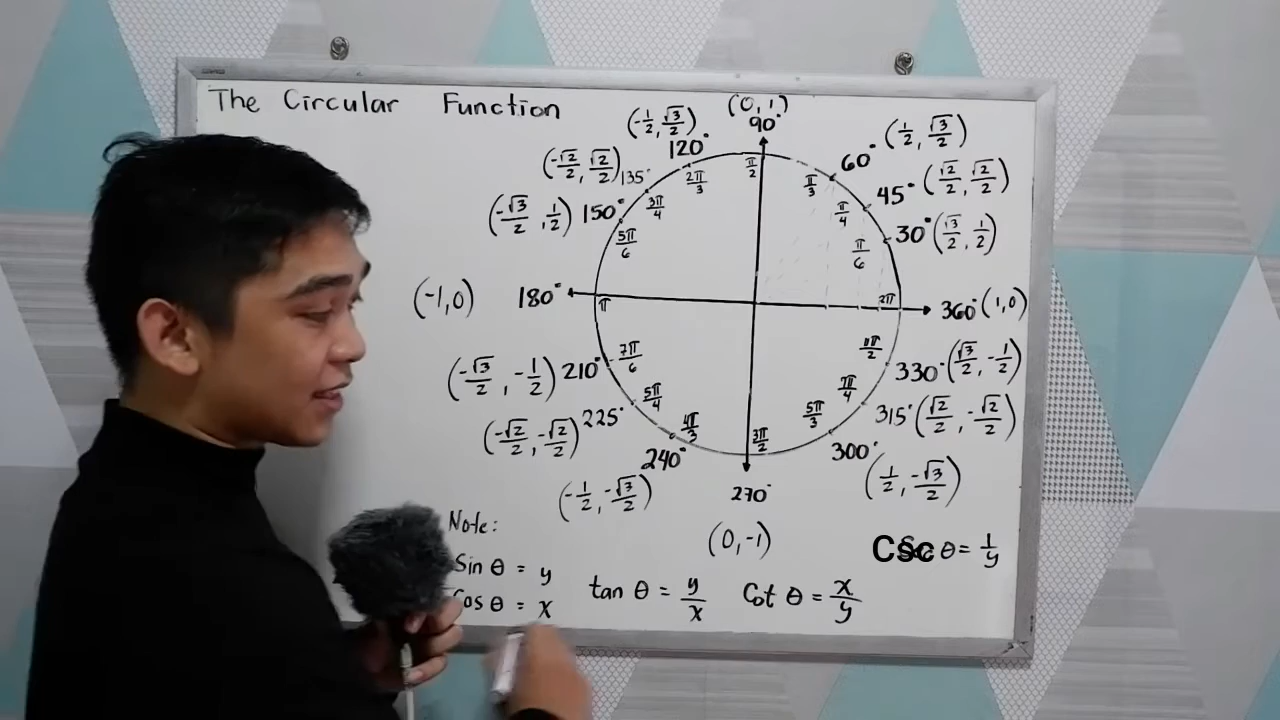 The Circular Function
(0, 1)
90°
(-1/2, √3/2)
120°
π/2
2π/3
(-√2/2, √2/2)
135°
3π/4
(-√3/2, 1/2)
150°
5π/6
(-1, 0)
180°
π
60°
(1/2, √3/2)
π/3
45°
(√2/2, √2/2)
π/4
30°
(√3/2, 1/2)
π/6
2π
360° (1, 0)
7π/6
210°
(-√3/2, -1/2)
5π/4
225°
(-√2/2, -√2/2)
4π/3
240°
(-1/2, -√3/2)
3π/2
270°
(0, -1)
5π/3
300°
(1/2, -√3/2)
7π/4
315° (√2/2, -√2/2)
11π/2
330° (√3/2, -1/2)
Note:
Sin θ = y
Cos θ = x
tan θ = y/x
Cot θ = x/y
Csc θ = 1/y